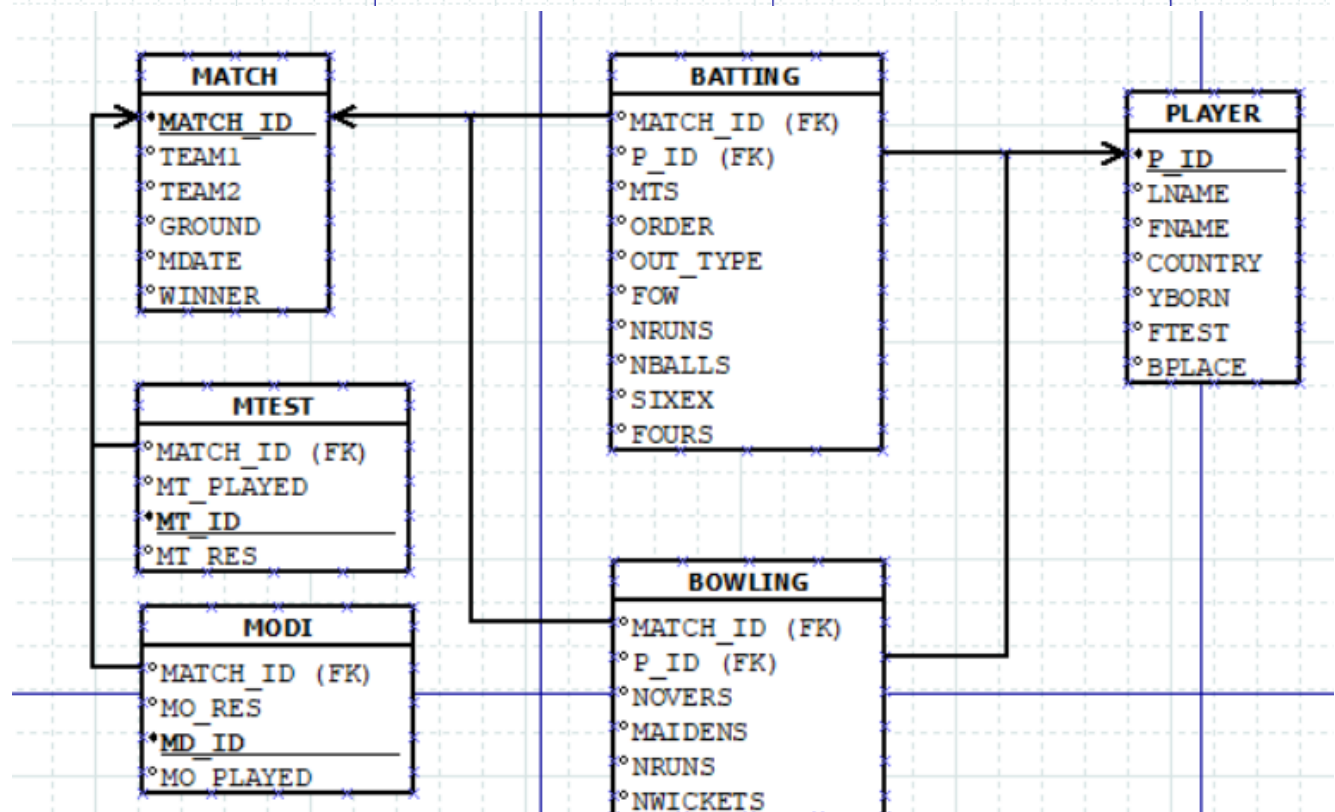 MATCH
MATCH_ID
TEAM1
TEAM2
GROUND
MDATE
WINNER
MTEST
MATCH_ID (FK)
MT_PLAYED
MT_ID
MT_RES
MODI
MATCH_ID (FK)
MO_RES
MD_ID
MO_PLAYED
BATTING
MATCH_ID (FK)
P_ID (FK)
MTS
ORDER
OUT_TYPE
FOW
NRUNS
NBALLS
SIXEX
FOURS
BOWLING
MATCH_ID (FK)
P_ID (FK)
NOVERS
MAIDENS
NRUNS
NWICKETS
PLAYER
P_ID
LNAME
FNAME
COUNTRY
YBORN
FTEST
BPLACE